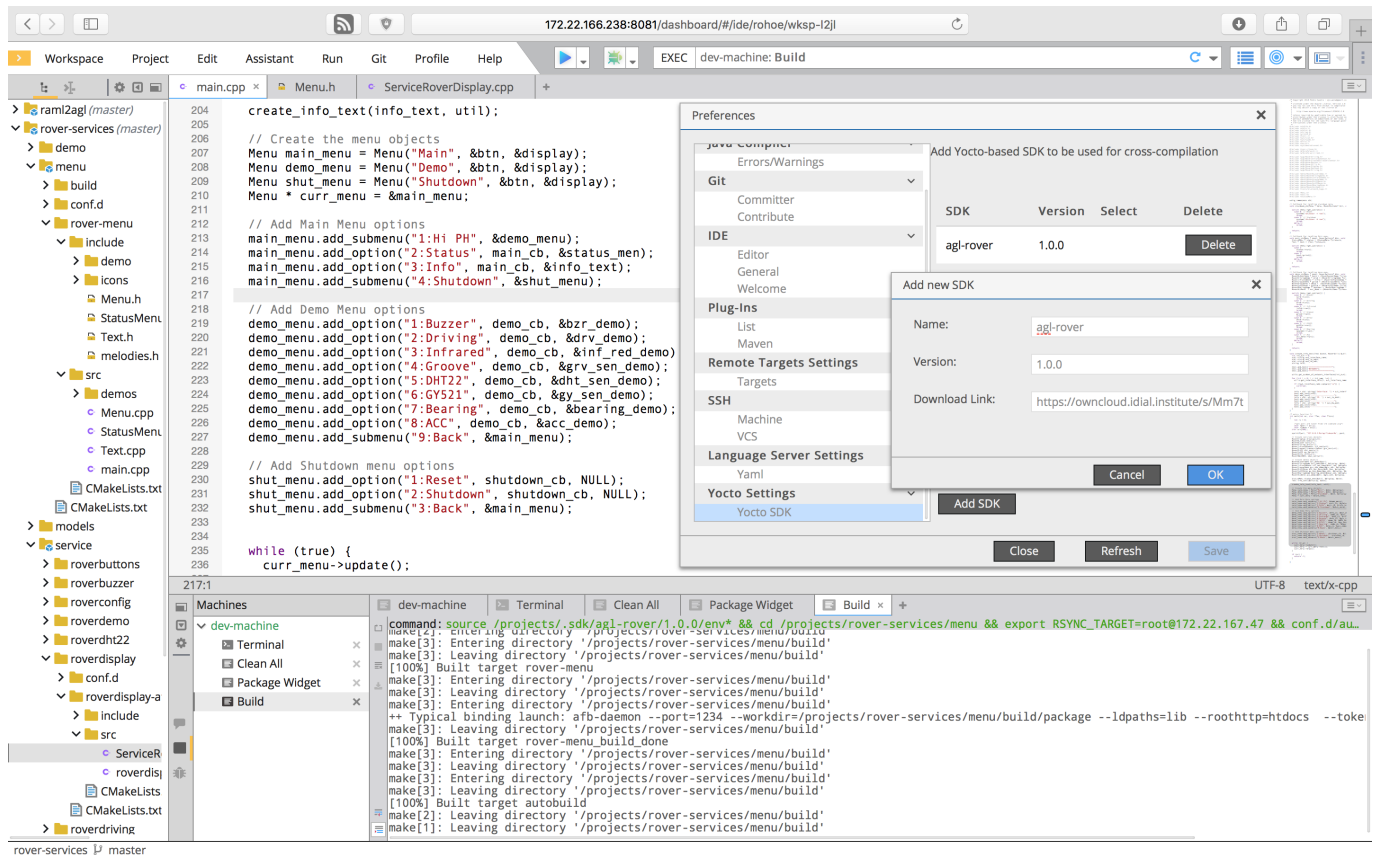 172.22.166.238:8081/dashboard/#/ide/rohoe/wksp-l2jl
Workspace Project Edit Assistant Run Git Profile Help EXEC dev-machine: Build
main.cpp × Menu.h ServiceRoverDisplay.cpp +
raml2agl (master)
rover-services (master)
demo
menu
build
conf.d
rover-menu
include
demo
icons
Menu.h
StatusMenu
Text.h
melodies.h
src
demos
Menu.cpp
StatusMenu
Text.cpp
main.cpp
CMakeLists.txt
CMakeLists.txt
models
service
roverbuttons
roverbuzzer
roverconfig
roverdemo
roverdht22
roverdisplay
conf.d
roverdisplay-a
include
src
ServiceR
roverdisp
CMakeLists
CMakeLists.txt
roverdriving
204 create_info_text(info_text, util);
205
206 // Create the menu objects
207 Menu main_menu = Menu("Main", &btn, &display);
208 Menu demo_menu = Menu("Demo", &btn, &display);
209 Menu shut_menu = Menu("Shutdown", &btn, &display);
210 Menu * curr_menu = &main_menu;
211
212 // Add Main Menu options
213 main_menu.add_submenu("1:Hi PH", &demo_menu);
214 main_menu.add_option("2:Status", main_cb, &status_men);
215 main_menu.add_option("3:Info", main_cb, &info_text);
216 main_menu.add_submenu("4:Shutdown", &shut_menu);
217
218 // Add Demo Menu options
219 demo_menu.add_option("1:Buzzer", demo_cb, &bzr_demo);
220 demo_menu.add_option("2:Driving", demo_cb, &drv_demo);
221 demo_menu.add_option("3:Infrared", demo_cb, &inf_red_demo)
222 demo_menu.add_option("4:Groove", demo_cb, &grv_sen_demo);
223 demo_menu.add_option("5:DHT22", demo_cb, &dht_sen_demo);
224 demo_menu.add_option("6:GY521", demo_cb, &gy_sen_demo);
225 demo_menu.add_option("7:Bearing", demo_cb, &bearing_demo);
226 demo_menu.add_option("8:ACC", demo_cb, &acc_demo);
227 demo_menu.add_submenu("9:Back", &main_menu);
228
229 // Add Shutdown menu options
230 shut_menu.add_option("1:Reset", shutdown_cb, NULL);
231 shut_menu.add_option("2:Shutdown", shutdown_cb, NULL);
232 shut_menu.add_submenu("3:Back", &main_menu);
233
234
235 while (true) {
236 curr_menu->update();
217:1 UTF-8 text/x-cpp
Preferences
Java Compiler
Errors/Warnings
Git
Committer
Contribute
IDE
Editor
General
Welcome
Plug-Ins
List
Maven
Remote Targets Settings
Targets
SSH
Machine
VCS
Language Server Settings
Yaml
Yocto Settings
Yocto SDK
Add Yocto-based SDK to be used for cross-compilation
SDK Version Select Delete
agl-rover 1.0.0 Delete
Add new SDK
Name: agl-rover
Version: 1.0.0
Download Link: https://owncloud.idial.institute/s/Mm7t
Cancel OK
Add SDK
Close Refresh Save
Machines
dev-machine
Terminal ×
Clean All ×
Package Widget ×
Build ×
dev-machine Terminal Clean All Package Widget Build × +
command: source /projects/.sdk/agl-rover/1.0.0/env* && cd /projects/rover-services/menu && export RSYNC_TARGET=root@172.22.167.47 && conf.d/au...
make[2]: Entering directory '/projects/rover-services/menu/build'
make[3]: Entering directory '/projects/rover-services/menu/build'
make[3]: Leaving directory '/projects/rover-services/menu/build'
[100%] Built target rover-menu
make[3]: Entering directory '/projects/rover-services/menu/build'
make[3]: Leaving directory '/projects/rover-services/menu/build'
make[3]: Entering directory '/projects/rover-services/menu/build'
++ Typical binding launch: afb-daemon --port=1234 --workdir=/projects/rover-services/menu/build/package --ldpaths=lib --roothttp=htdocs --toke
make[3]: Leaving directory '/projects/rover-services/menu/build'
[100%] Built target rover-menu_build_done
make[3]: Entering directory '/projects/rover-services/menu/build'
make[3]: Leaving directory '/projects/rover-services/menu/build'
make[3]: Entering directory '/projects/rover-services/menu/build'
make[3]: Leaving directory '/projects/rover-services/menu/build'
[100%] Built target autobuild
make[2]: Leaving directory '/projects/rover-services/menu/build'
make[1]: Leaving directory '/projects/rover-services/menu/build'
rover-services master